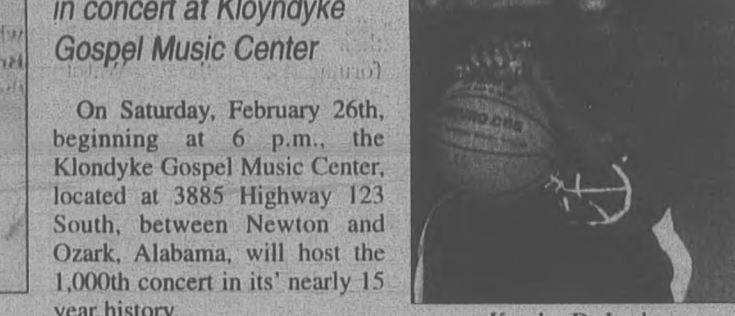 in concert at Kloyndyke
Gospel Music Center
On Saturday, February 26th,
beginning at 6 p.m., the
Klondyke Gospel Music Center,
located at 3885 Highway 123
South, between Newton and
Ozark, Alabama, will host the
1,000th concert in its' nearly 15
year history.